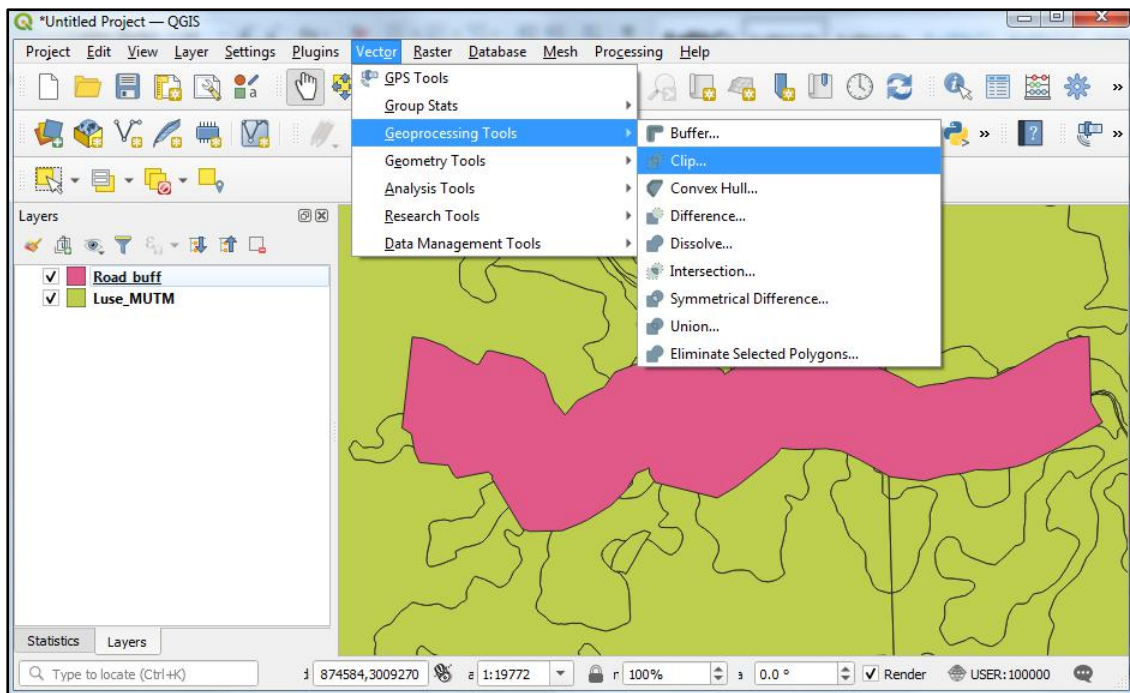 *Untitled Project — QGIS
Project Edit View Layer Settings Plugins Vector Raster Database Mesh Processing Help
GPS Tools
Group Stats
Geoprocessing Tools
Geometry Tools
Analysis Tools
Research Tools
Data Management Tools
Buffer...
Clip...
Convex Hull...
Difference...
Dissolve...
Intersection...
Symmetrical Difference...
Union...
Eliminate Selected Polygons...
Layers
Road buff
Luse_MUTM
Statistics Layers
Type to locate (Ctrl+K) 874584,3009270 1:19772 100% 0.0 ° Render USER:100000